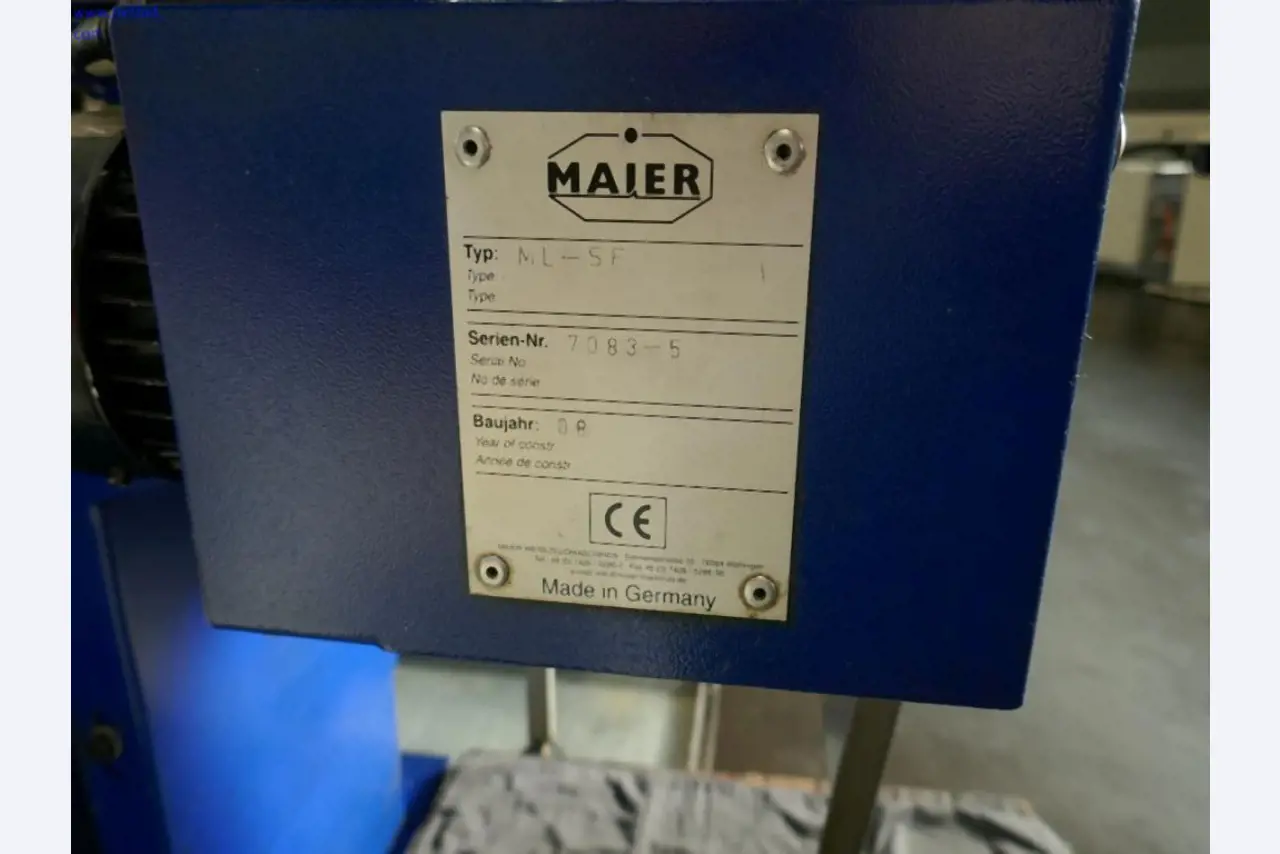 MAIER
Typ: ML-5F
Type
Type
Serien-Nr. 7083-5
Serial No
No de série
Baujahr: 08
Year of constr
Année de constr
CE
Made in Germany